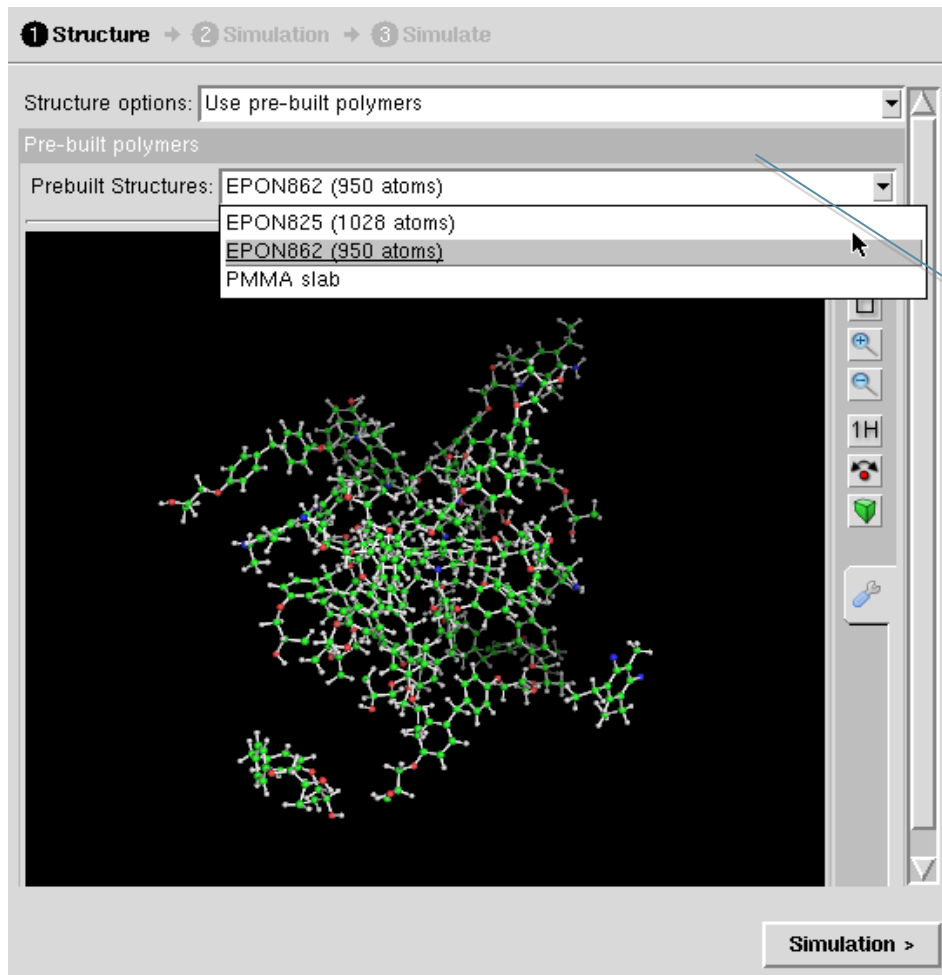 1 Structure → 2 Simulation → 3 Simulate
Structure options: Use pre-built polymers
Pre-built polymers
Prebuilt Structures: EPON862 (950 atoms)
EPON825 (1028 atoms)
EPON862 (950 atoms)
PMMA slab
1H
Simulation >